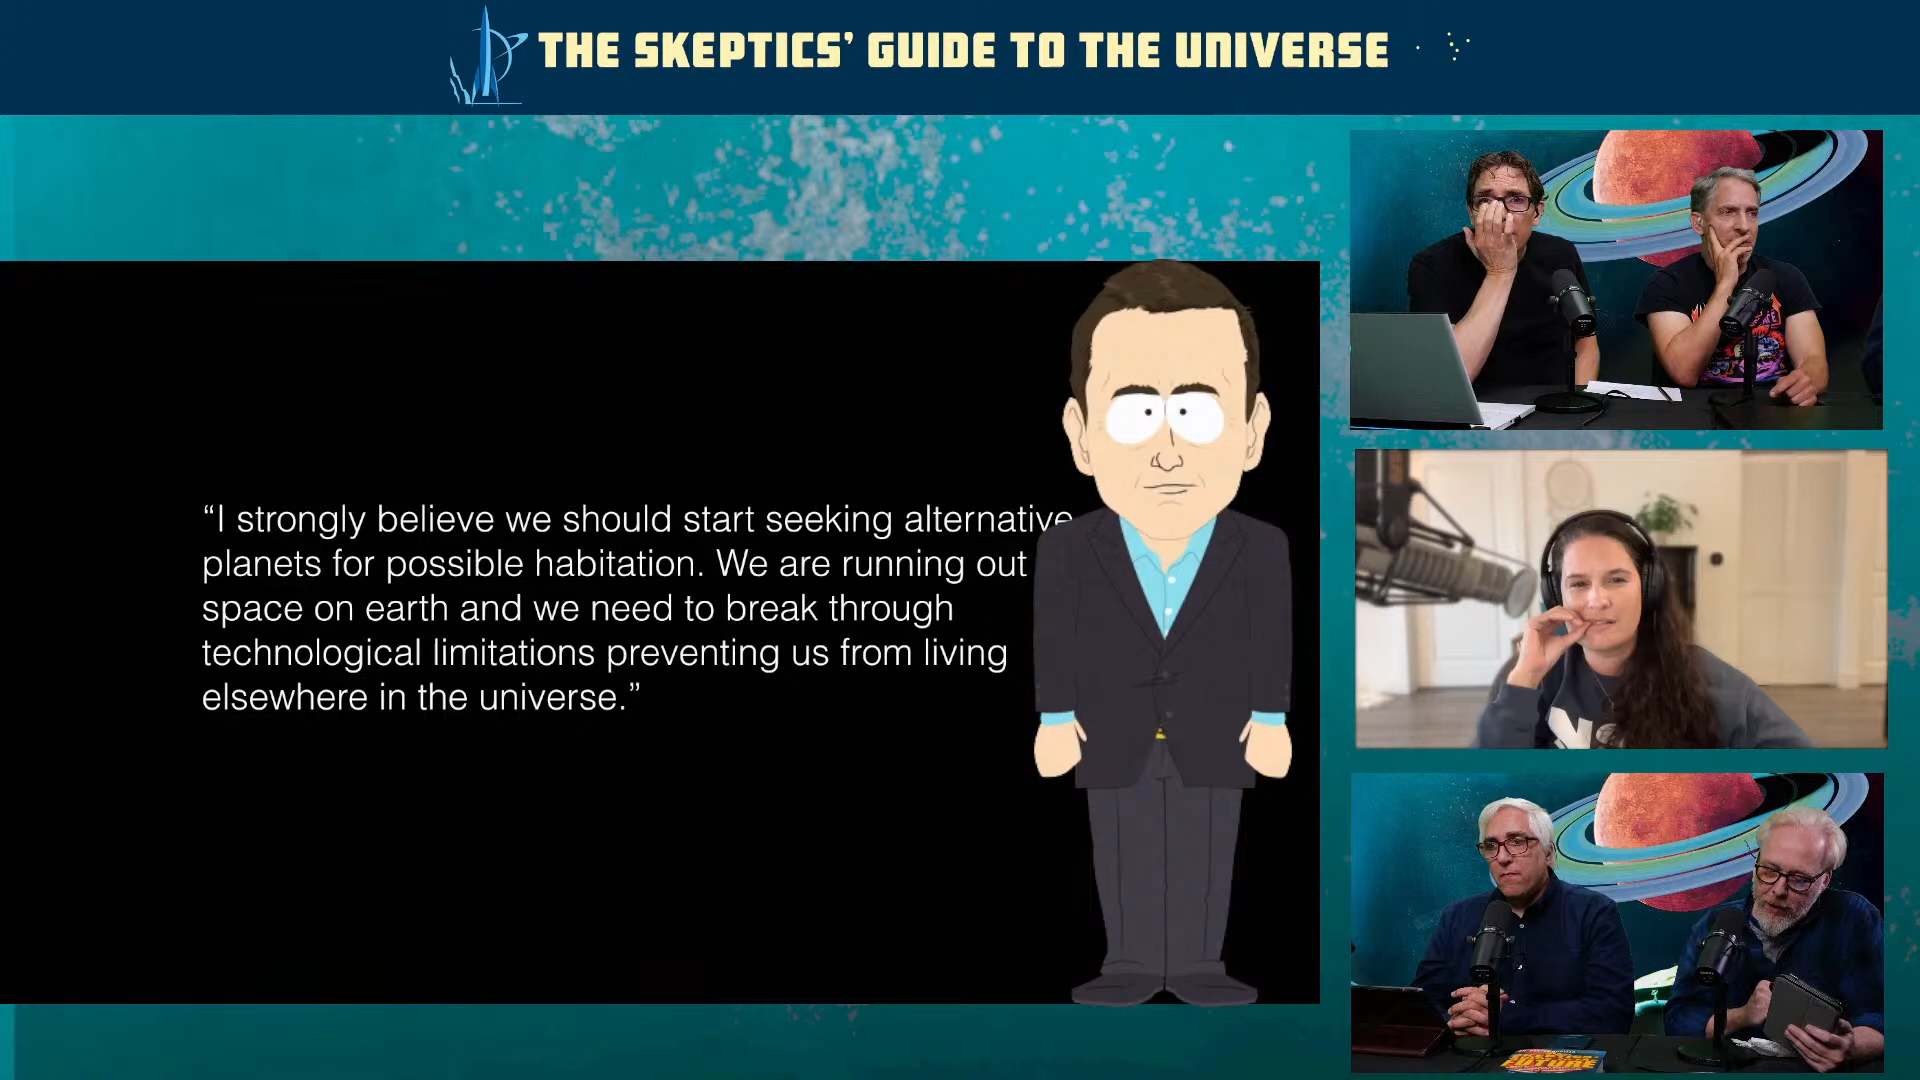 THE SKEPTICS' GUIDE TO THE UNIVERSE
“I strongly believe we should start seeking alternative
planets for possible habitation. We are running out
space on earth and we need to break through
technological limitations preventing us from living
elsewhere in the universe.”
FUTURE